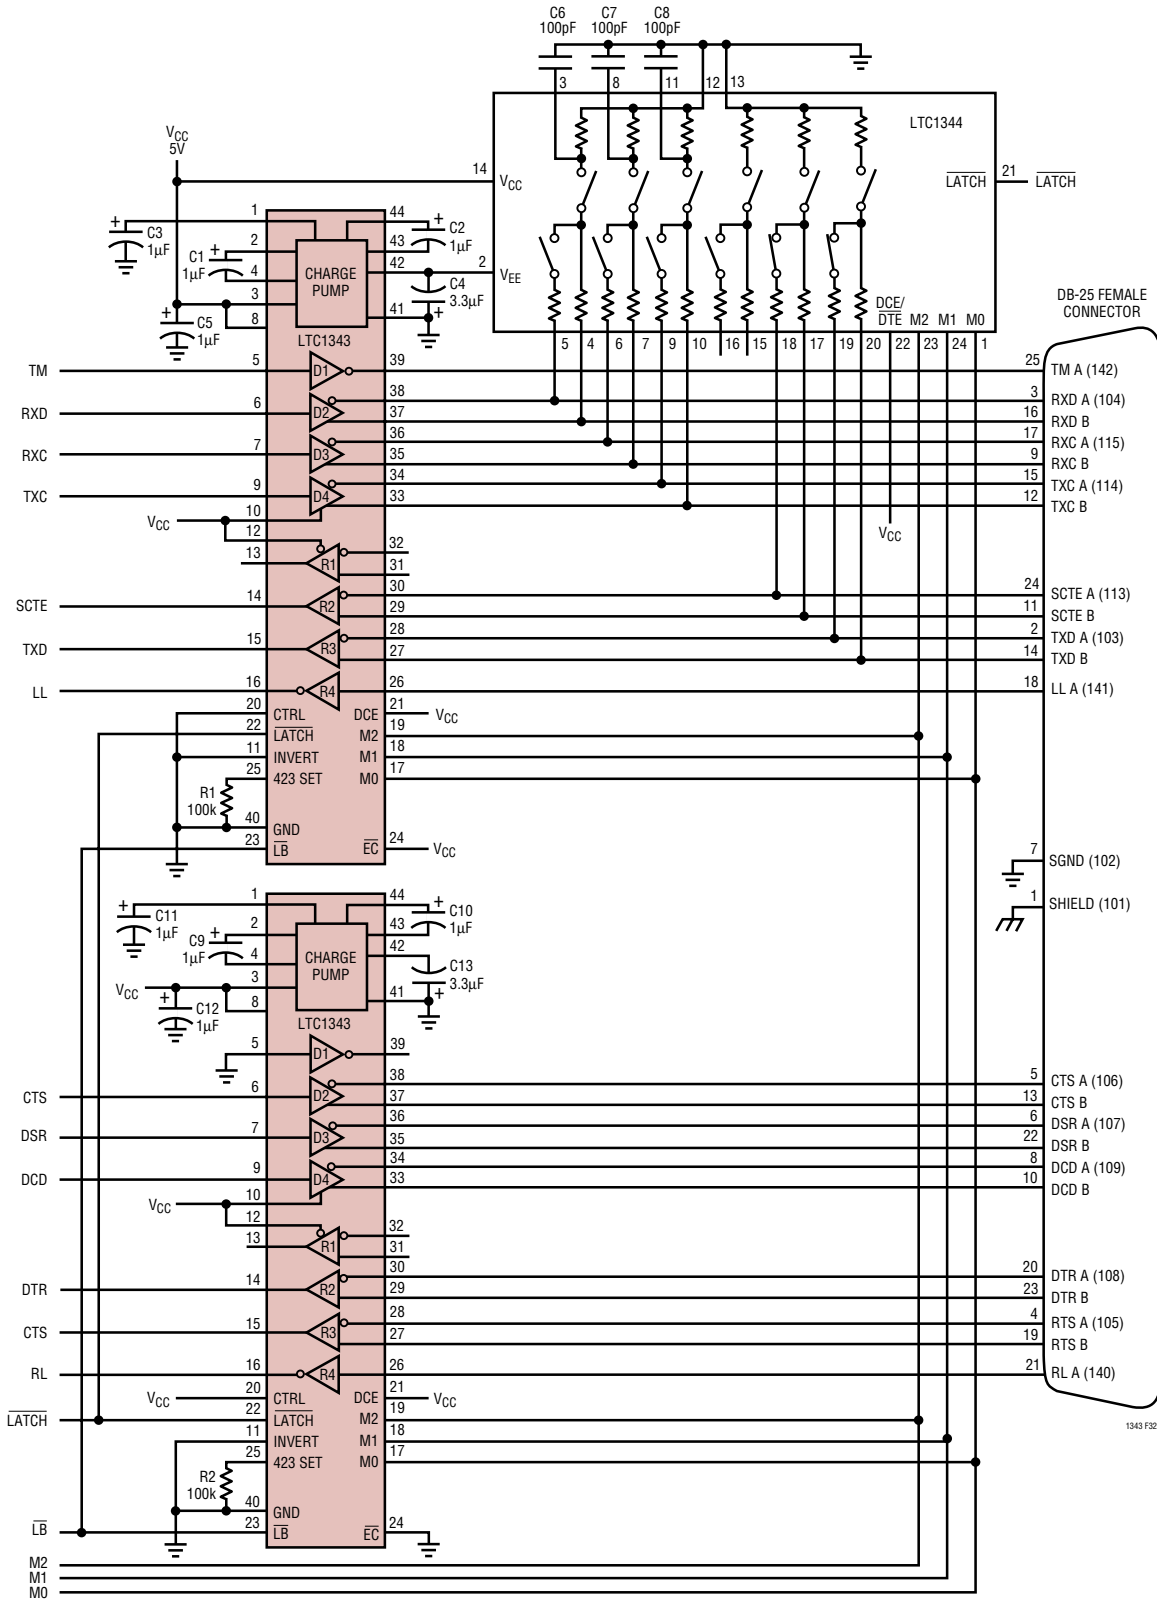 C6 C7 C8
100pF 100pF 100pF
3 8 11 12 13
LTC1344
VCC
5V
14 VCC
LATCH 21 LATCH
1 44
C3
1µF
C2
1µF
2 43
C1
1µF
4 42
2 VEE
CHARGE
PUMP
C4
3.3µF
3 41
8
C5
1µF
LTC1343
DCE/
DTE M2 M1 M0
5 4 6 7 9 10 16 15 18 17 19 20 22 23 24 1
DB-25 FEMALE
CONNECTOR
TM 5 D1 39 25 TM A (142)
38 3 RXD A (104)
RXD 6 D2 37 16 RXD B
36 17 RXC A (115)
RXC 7 D3 35 9 RXC B
34 15 TXC A (114)
TXC 9 D4 33 12 TXC B
VCC 10
12 VCC
13 R1 32
31
30 24 SCTE A (113)
SCTE 14 R2 29 11 SCTE B
28 2 TXD A (103)
TXD 15 R3 27 14 TXD B
LL 16 R4 26 18 LL A (141)
20 CTRL DCE 21 VCC
22 LATCH M2 19
11 INVERT M1 18
25 423 SET M0 17
R1
100k
40 GND
23 LB EC 24 VCC
7 SGND (102)
1 SHIELD (101)
1 44
C11
1µF
C10
1µF
2 43
C9
1µF
4 42
CHARGE
PUMP
C13
3.3µF
VCC 3 41
8
C12
1µF
LTC1343
5 D1 39
38 5 CTS A (106)
CTS 6 D2 37 13 CTS B
36 6 DSR A (107)
DSR 7 D3 35 22 DSR B
34 8 DCD A (109)
DCD 9 D4 33 10 DCD B
VCC 10
12
13 R1 32
31
30 20 DTR A (108)
DTR 14 R2 29 23 DTR B
28 4 RTS A (105)
CTS 15 R3 27 19 RTS B
RL 16 R4 26 21 RL A (140)
VCC 20 CTRL DCE 21 VCC
LATCH 22 LATCH M2 19
11 INVERT M1 18
25 423 SET M0 17
1343 F32
R2
100k
40 GND
LB 23 LB EC 24
M2
M1
M0